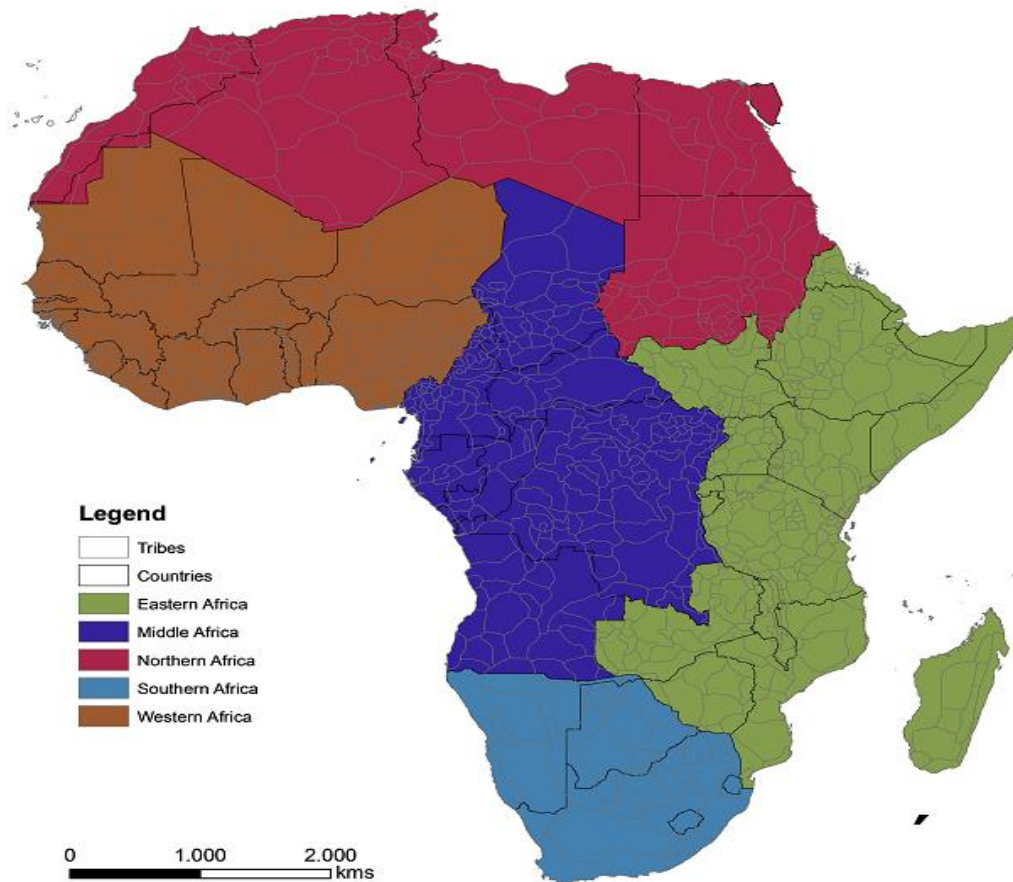 Legend
Tribes
Countries
Eastern Africa
Middle Africa
Northern Africa
Southern Africa
Western Africa
0 1.000 2.000
kms